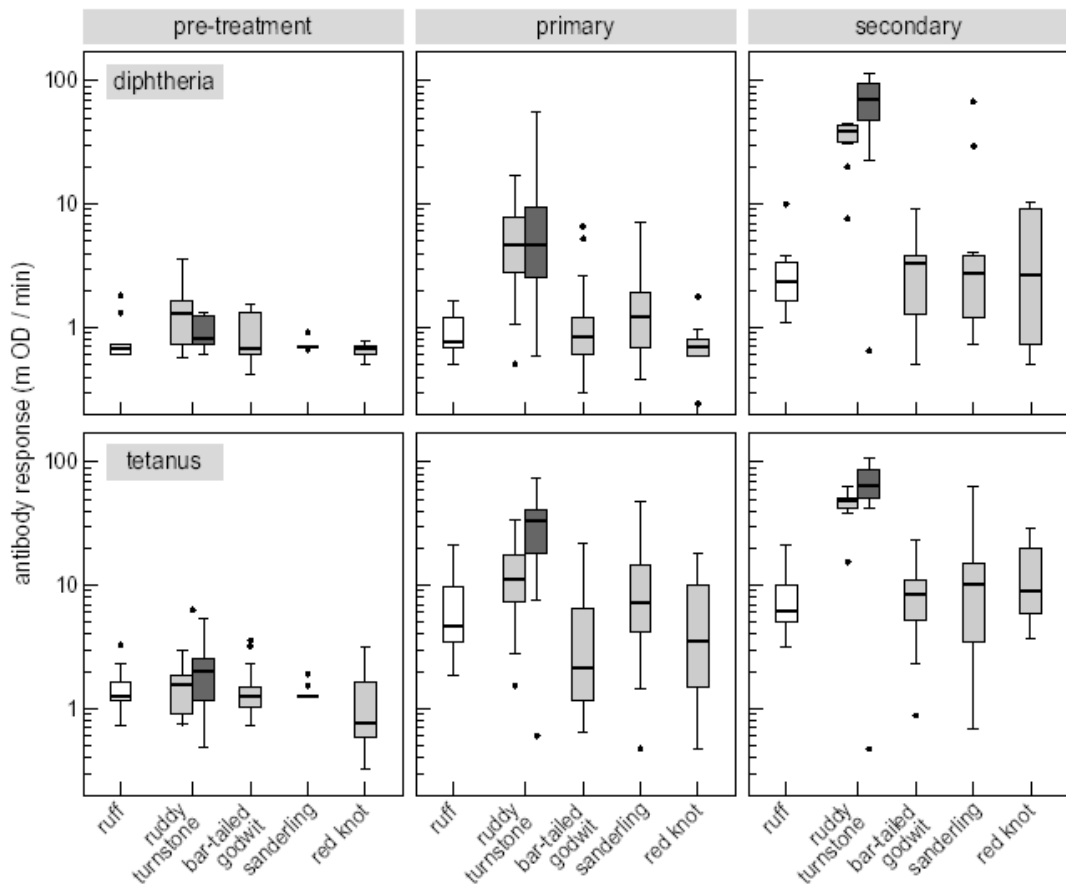 pre-treatment
primary
secondary
diphtheria
100
10
1
tetanus
100
10
1
antibody response (m OD / min)
ruff
ruddy
turnstone
bar-tailed
godwit
sanderling
red knot
ruff
ruddy
turnstone
bar-tailed
godwit
sanderling
red knot
ruff
ruddy
turnstone
bar-tailed
godwit
sanderling
red knot